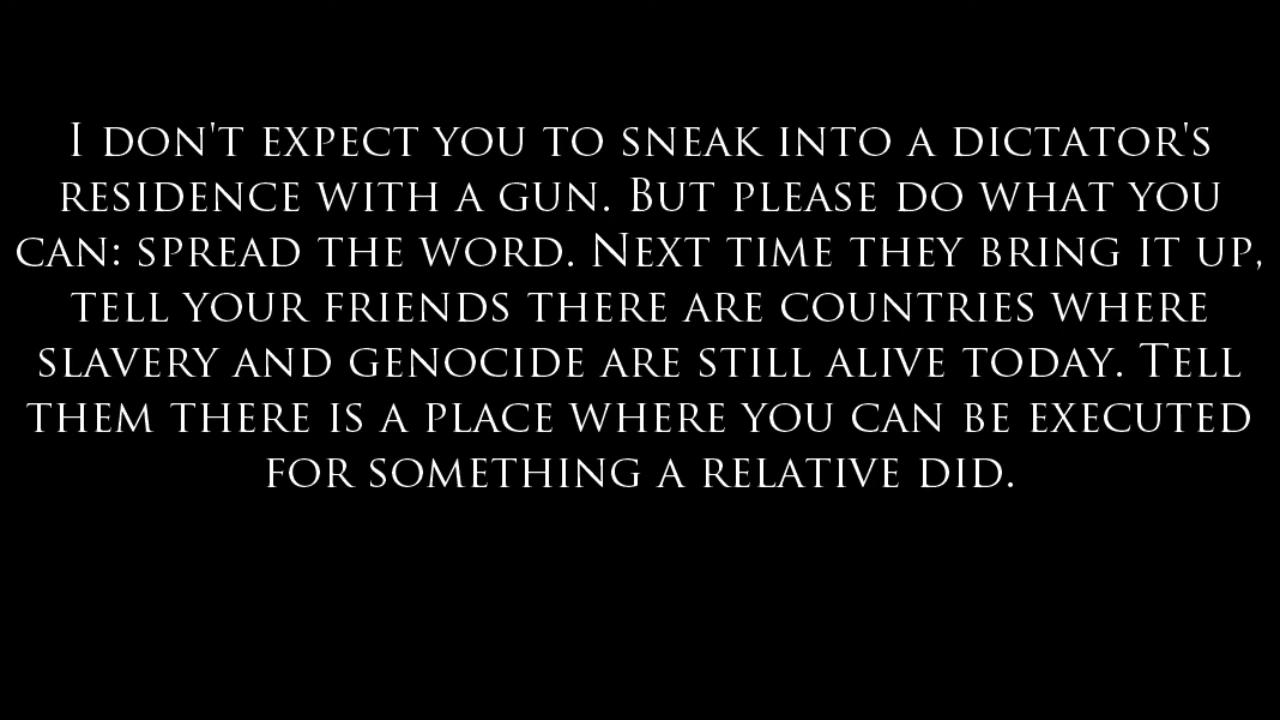 I don't expect you to sneak into a dictator's
residence with a gun. But please do what you
can: spread the word. Next time they bring it up,
tell your friends there are countries where
slavery and genocide are still alive today. Tell
them there is a place where you can be executed
for something a relative did.